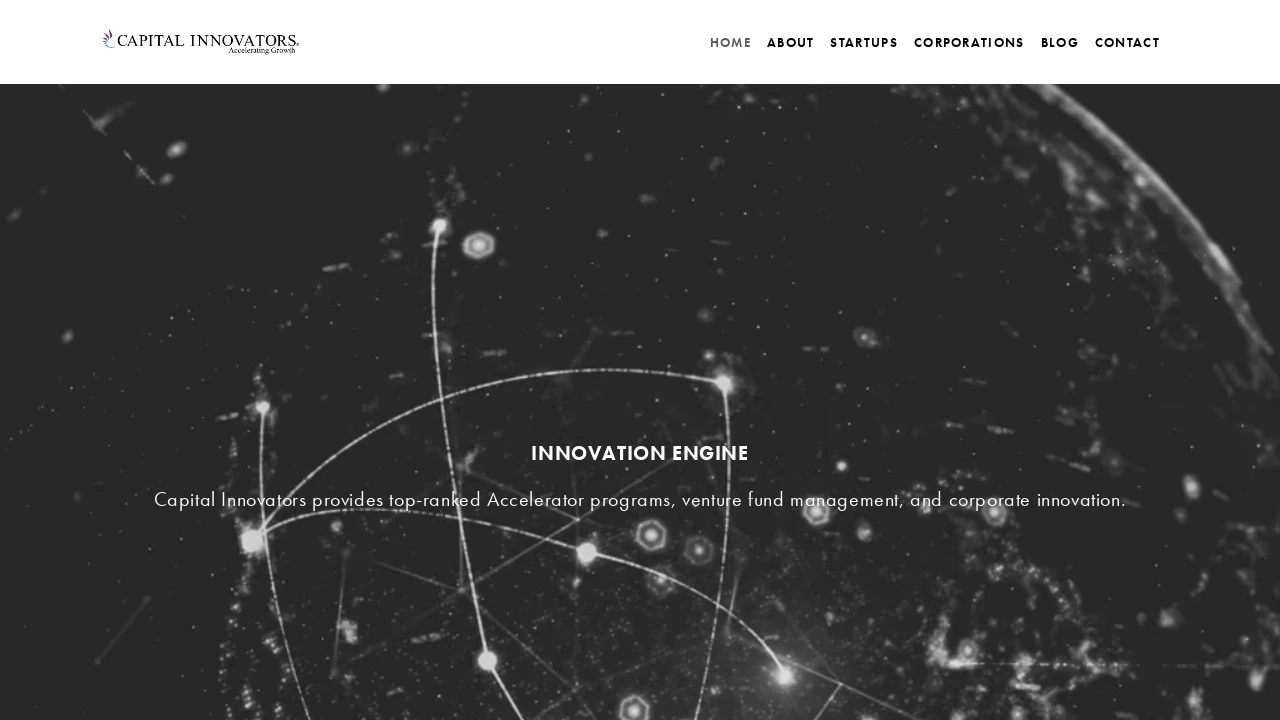 CAPITAL INNOVATORS®
Accelerating Growth
HOME ABOUT STARTUPS CORPORATIONS BLOG CONTACT
INNOVATION ENGINE
Capital Innovators provides top-ranked Accelerator programs, venture fund management, and corporate innovation.